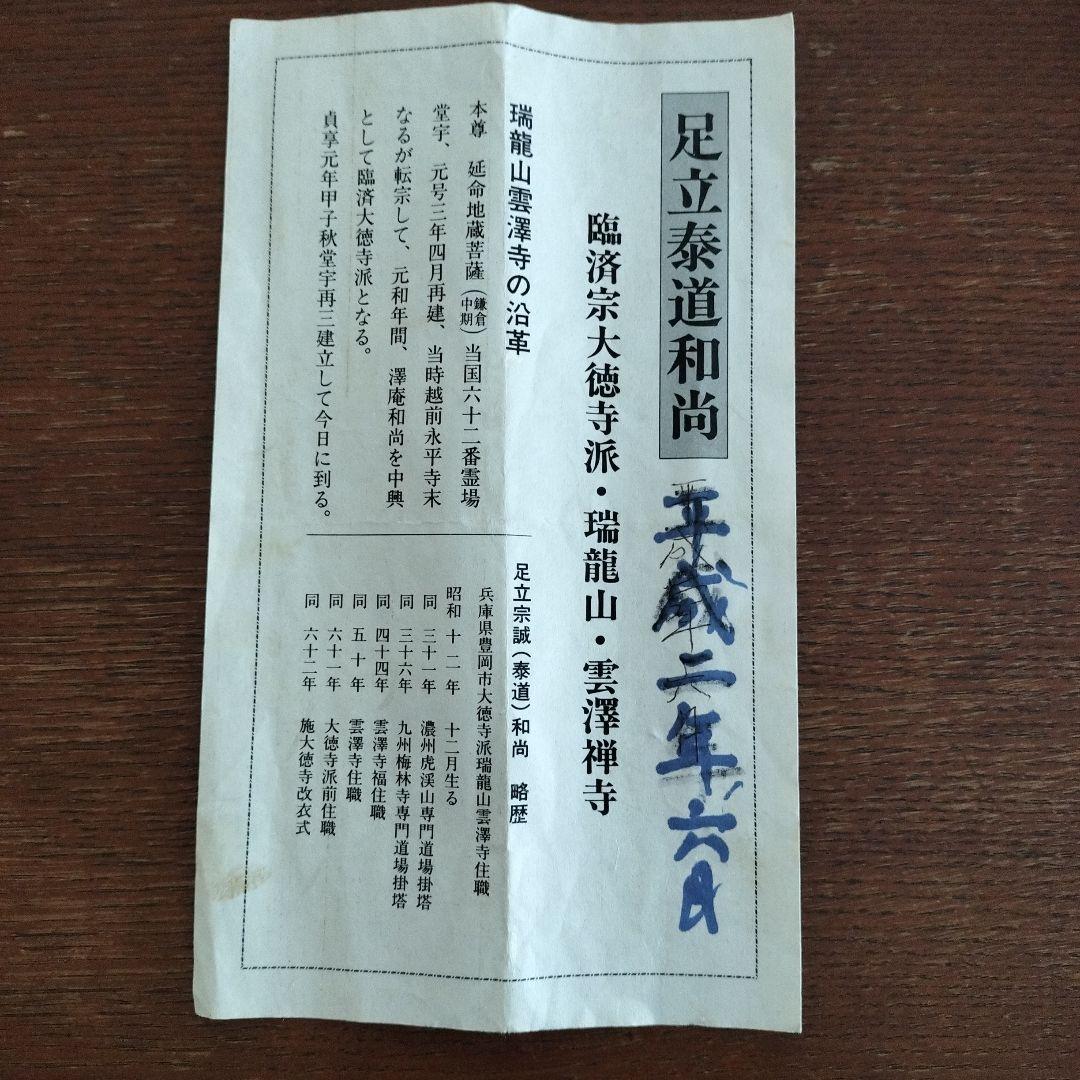 足立泰道和尚
平成二年六月
臨済宗大徳寺派・瑞龍山・雲澤禅寺
瑞龍山雲澤寺の沿革
本尊 延命地蔵菩薩(鎌倉中期)当国六十二番霊場
堂宇、元号三年四月再建、当時越前永平寺末
なるが転宗して、元和年間、澤庵和尚を中興
として臨済大徳寺派となる。
貞享元年甲子秋堂宇再三建立して今日に到る。
足立宗誠(泰道)和尚 略歴
兵庫県豊岡市大徳寺派瑞龍山雲澤寺住職
昭和 十二年 十二月生る
同 三十一年 濃州虎渓山専門道場掛塔
同 三十六年 九州梅林寺専門道場掛塔
同 四十四年 雲澤寺福住職
同 五十年 雲澤寺住職
同 六十一年 大徳寺派前住職
同 六十二年 施大徳寺改衣式